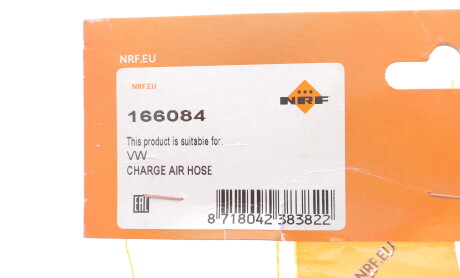 NRF.EU
NRF.EU
NRF
166084
This product is suitable for:
VW
CHARGE AIR HOSE
EAC
8 718042 383822
NRF.EU